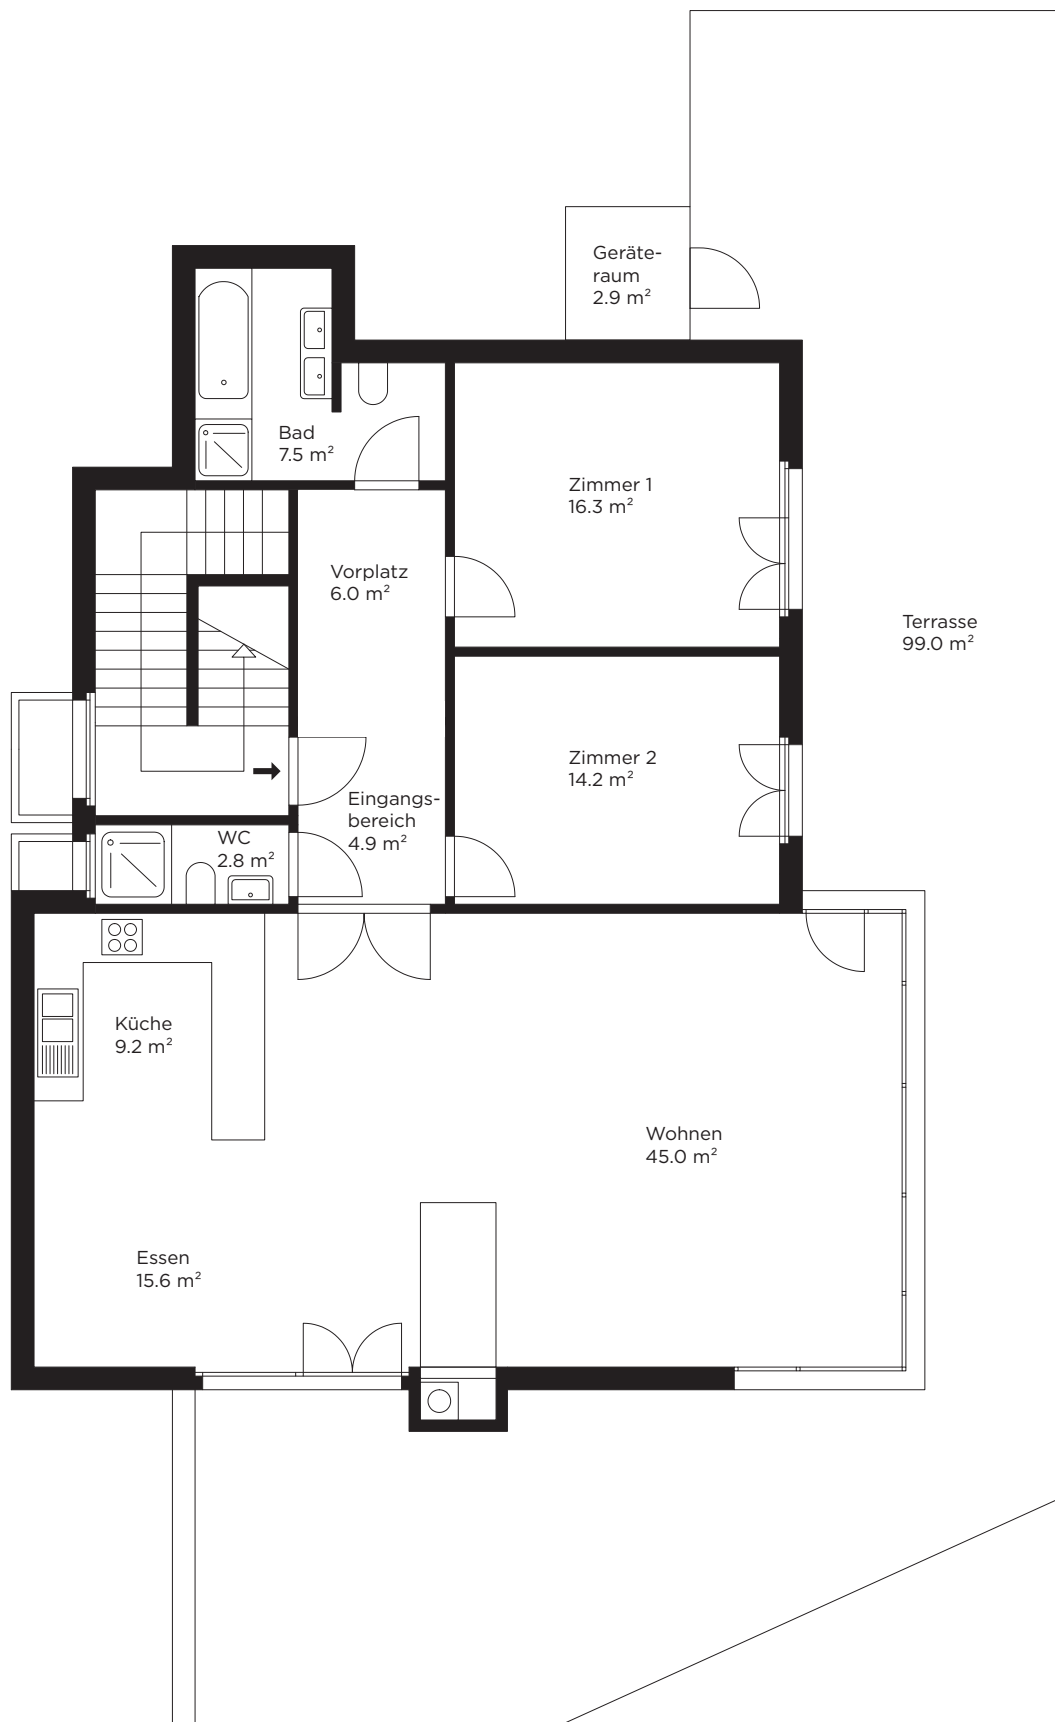 Geräte-
raum
2.9 m²
Bad
7.5 m²
Zimmer 1
16.3 m²
Vorplatz
6.0 m²
Terrasse
99.0 m²
Zimmer 2
14.2 m²
Eingangs-
bereich
4.9 m²
WC
2.8 m²
Küche
9.2 m²
Wohnen
45.0 m²
Essen
15.6 m²